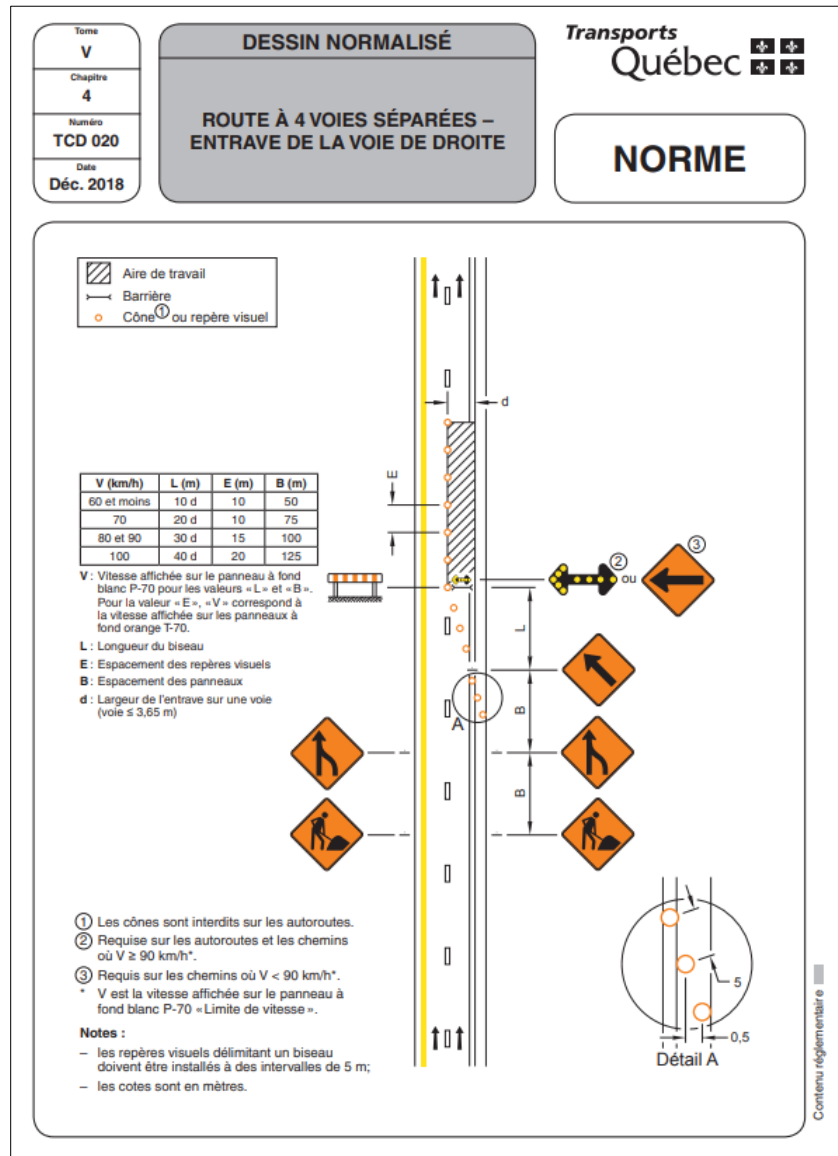 Tome
V
Chapitre
4
Numéro
TCD 020
Date
Déc. 2018
DESSIN NORMALISÉ
ROUTE À 4 VOIES SÉPARÉES –
ENTRAVE DE LA VOIE DE DROITE
Transports
Québec
NORME
Aire de travail
Barrière
Cône① ou repère visuel
d
E
V (km/h) L (m) E (m) B (m)
60 et moins 10 d 10 50
70 20 d 10 75
80 et 90 30 d 15 100
100 40 d 20 125
V : Vitesse affichée sur le panneau à fond
blanc P-70 pour les valeurs « L » et « B ».
Pour la valeur « E », « V » correspond à
la vitesse affichée sur les panneaux à
fond orange T-70.
L : Longueur du biseau
E : Espacement des repères visuels
B : Espacement des panneaux
d : Largeur de l'entrave sur une voie
(voie ≤ 3,65 m)
② ou ③
L
B
A
B
① Les cônes sont interdits sur les autoroutes.
② Requise sur les autoroutes et les chemins
où V ≥ 90 km/h*.
③ Requis sur les chemins où V < 90 km/h*.
* V est la vitesse affichée sur le panneau à
fond blanc P-70 « Limite de vitesse ».
Notes :
– les repères visuels délimitant un biseau
doivent être installés à des intervalles de 5 m;
– les cotes sont en mètres.
5
0,5
Détail A
Contenu réglementaire